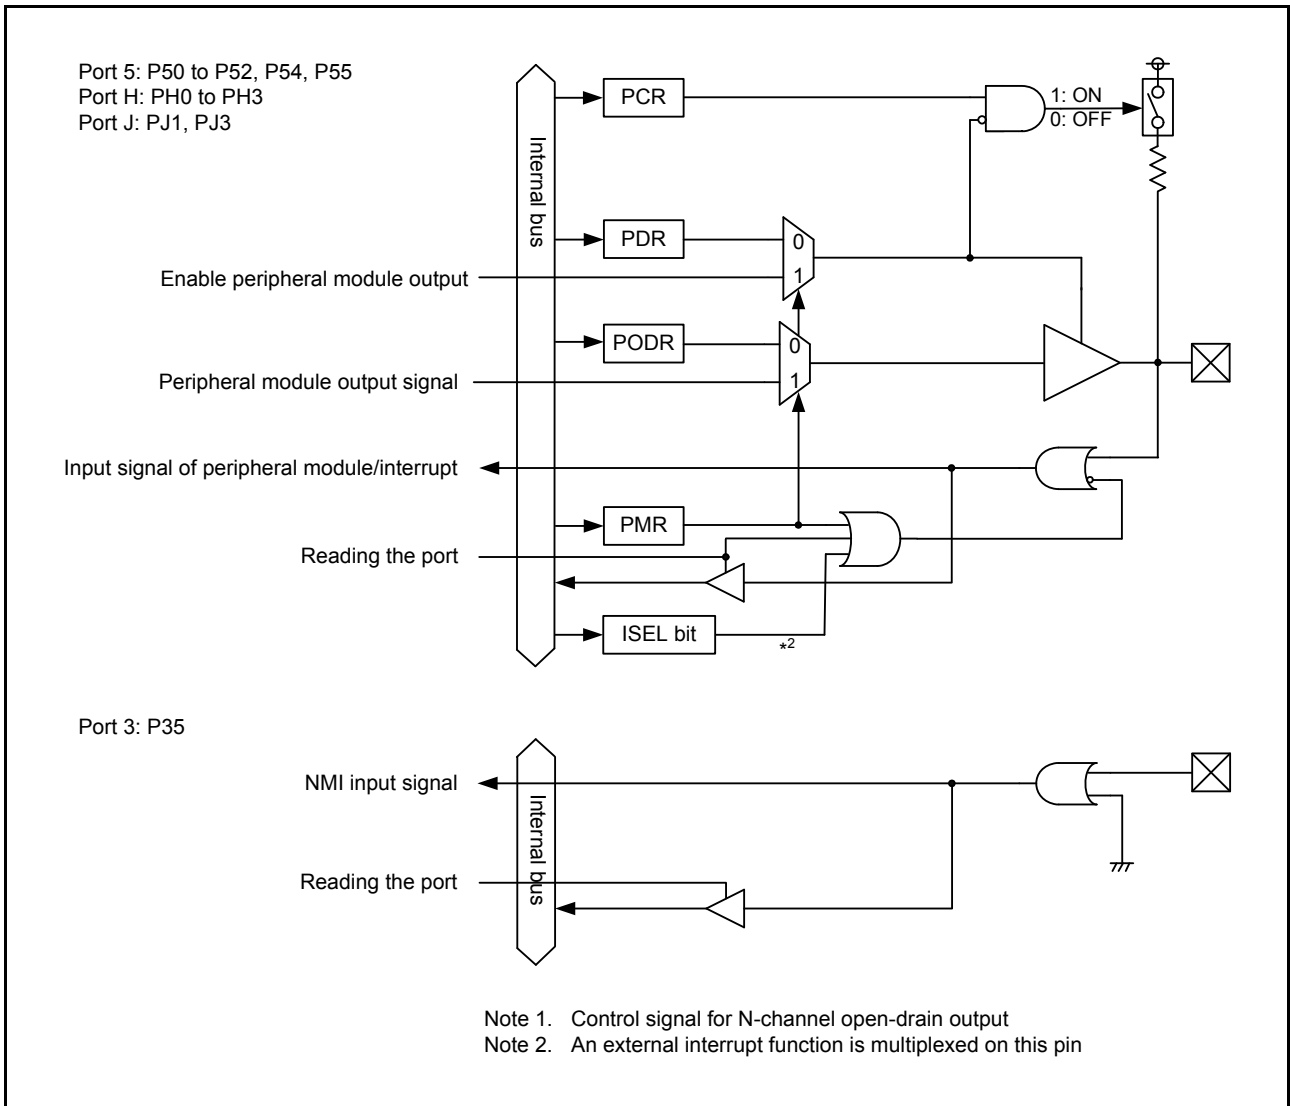 Port 5: P50 to P52, P54, P55
Port H: PH0 to PH3
Port J: PJ1, PJ3
PCR
1: ON
0: OFF
Internal bus
PDR
0
1
Enable peripheral module output
PODR
0
1
Peripheral module output signal
Input signal of peripheral module/interrupt
PMR
Reading the port
ISEL bit
*2
Port 3: P35
NMI input signal
Internal bus
Reading the port
Note 1. Control signal for N-channel open-drain output
Note 2. An external interrupt function is multiplexed on this pin